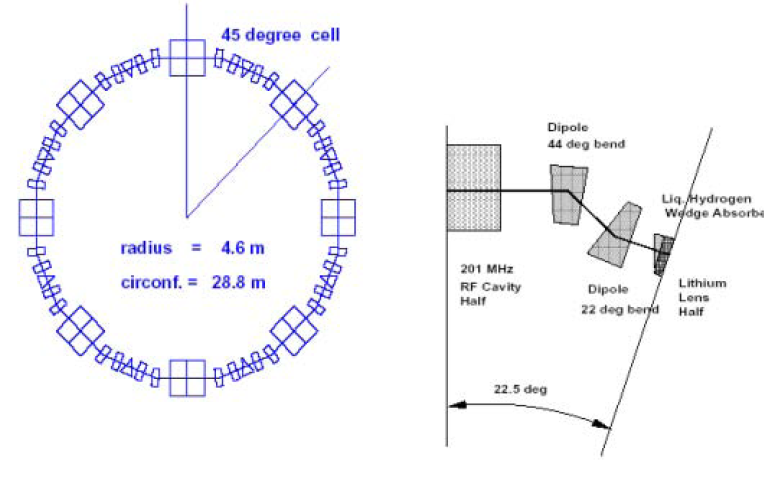 45 degree cell
radius = 4.6 m
circonf. = 28.8 m
Dipole
44 deg bend
Liq. Hydrogen
Wedge Absorbe
201 MHz
RF Cavity
Half
Dipole
22 deg bend
Lithium
Lens
Half
22.5 deg